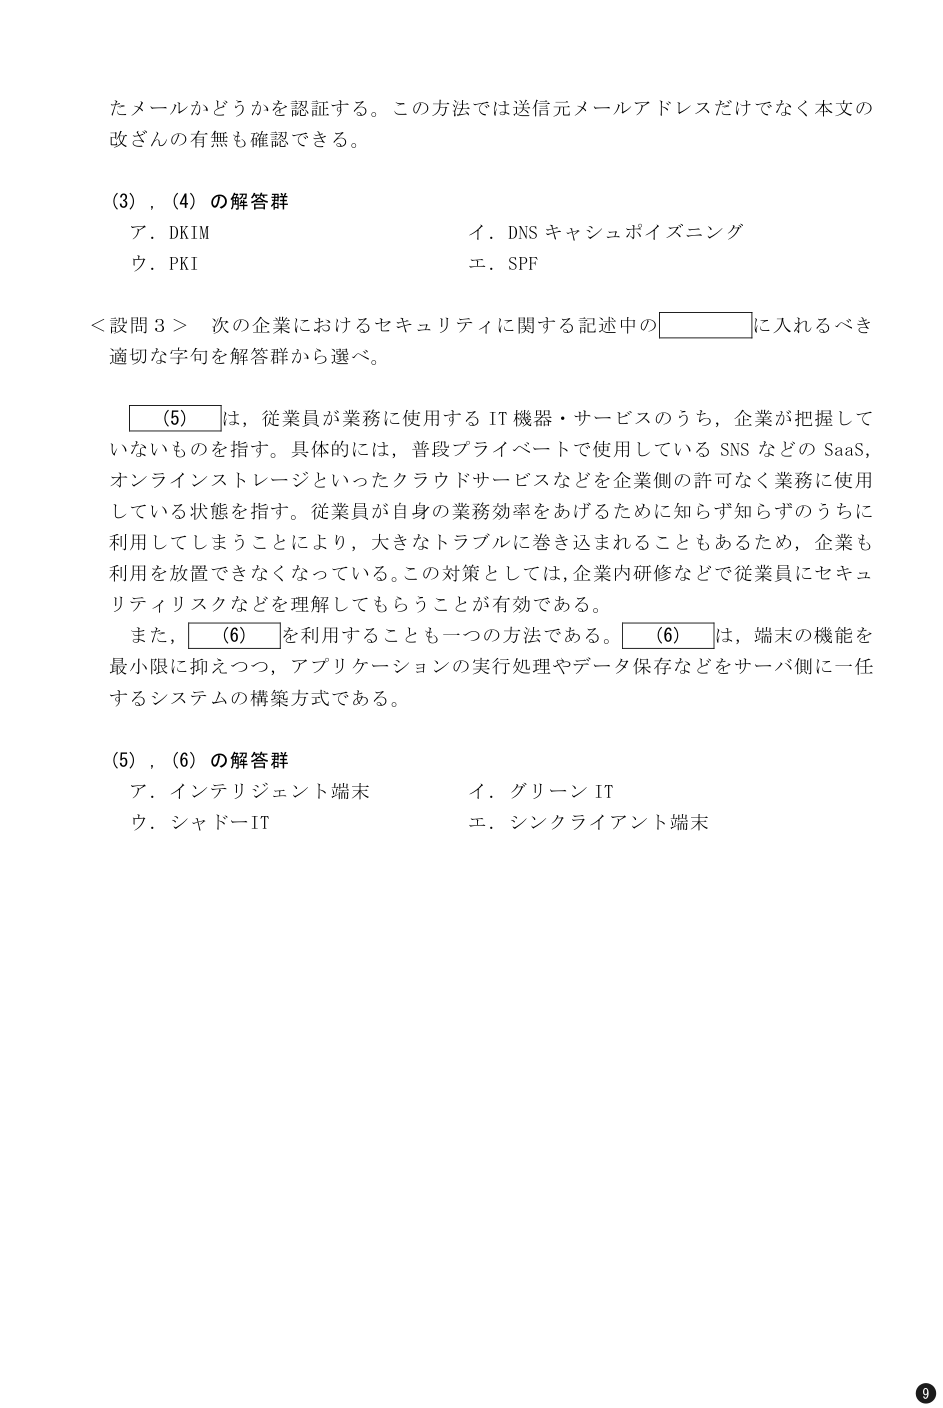 たメールかどうかを認証する。この方法では送信元メールアドレスだけでなく本文の
改ざんの有無も確認できる。
(3)，(4) の解答群
ア．DKIM　イ．DNS キャシュポイズニング
ウ．PKI　エ．SPF
＜設問３＞　次の企業におけるセキュリティに関する記述中の　　　に入れるべき
適切な字句を解答群から選べ。
(5) は，従業員が業務に使用する IT 機器・サービスのうち，企業が把握して
いないものを指す。具体的には，普段プライベートで使用している SNS などの SaaS，
オンラインストレージといったクラウドサービスなどを企業側の許可なく業務に使用
している状態を指す。従業員が自身の業務効率をあげるために知らず知らずのうちに
利用してしまうことにより，大きなトラブルに巻き込まれることもあるため，企業も
利用を放置できなくなっている。この対策としては，企業内研修などで従業員にセキュ
リティリスクなどを理解してもらうことが有効である。
また， (6) を利用することも一つの方法である。 (6) は，端末の機能を
最小限に抑えつつ，アプリケーションの実行処理やデータ保存などをサーバ側に一任
するシステムの構築方式である。
(5)，(6) の解答群
ア．インテリジェント端末　イ．グリーン IT
ウ．シャドーIT　エ．シンクライアント端末
9